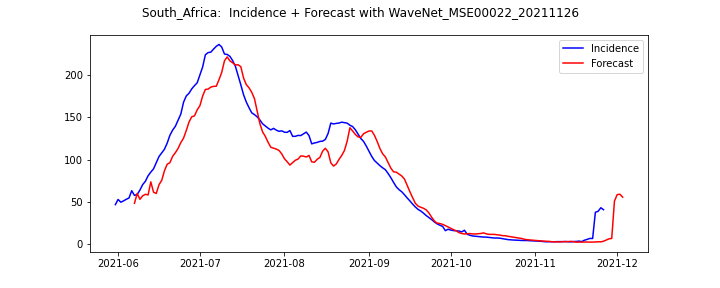 South_Africa:  Incidence + Forecast with WaveNet_MSE00022_20211126
Incidence
Forecast
200
150
100
50
0
2021-06 2021-07 2021-08 2021-09 2021-10 2021-11 2021-12